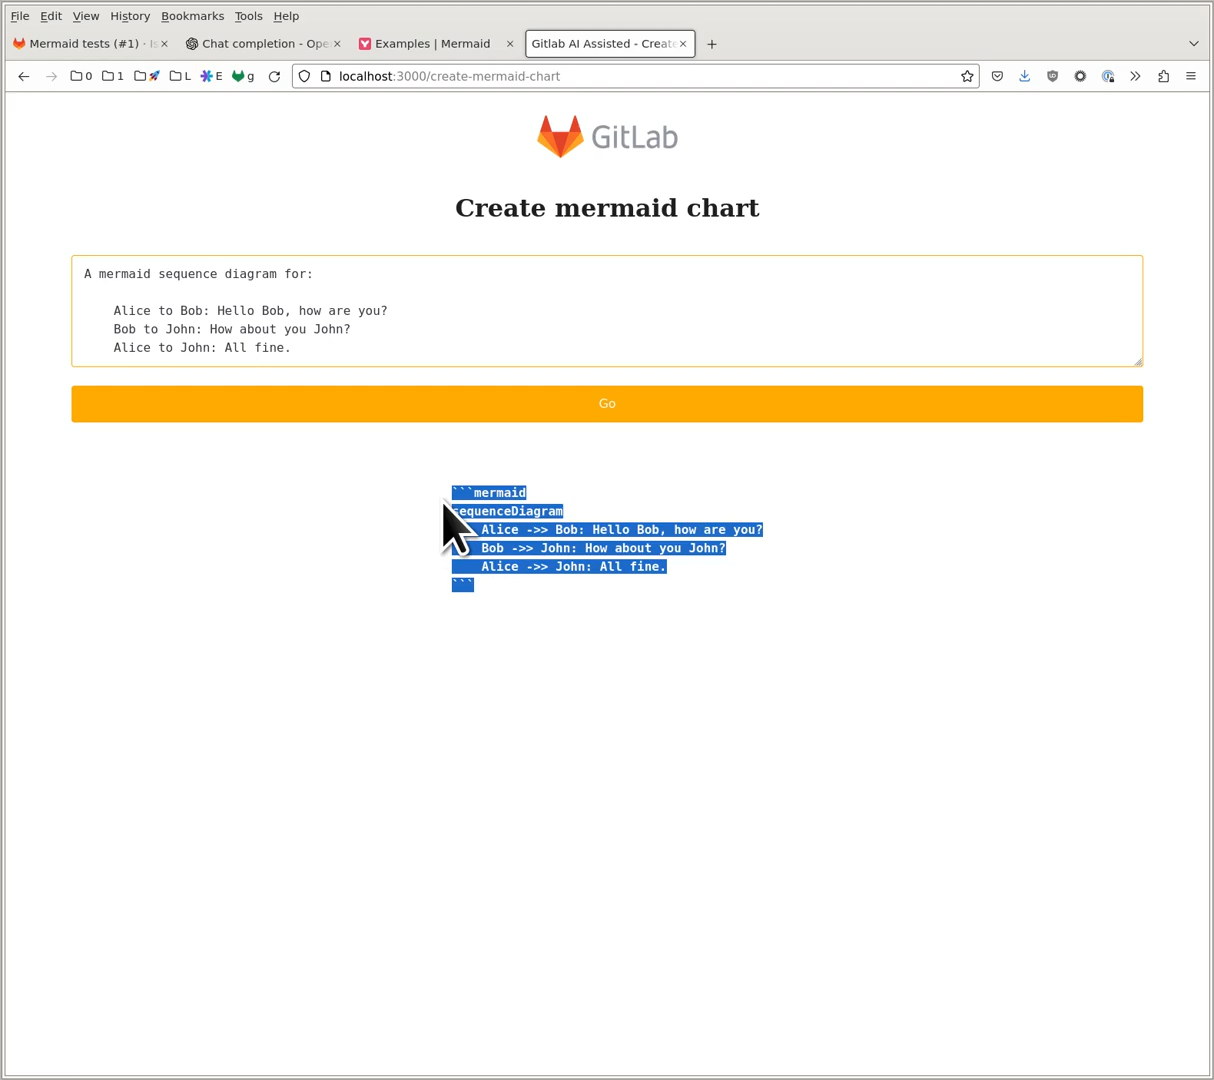 File Edit View History Bookmarks Tools Help
Mermaid tests (#1) · Is
Chat completion - Ope
Examples | Mermaid
Gitlab AI Assisted - Create
0 1 L E g
localhost:3000/create-mermaid-chart
GitLab
Create mermaid chart
A mermaid sequence diagram for:
Alice to Bob: Hello Bob, how are you?
Bob to John: How about you John?
Alice to John: All fine.
Go
```mermaid
sequenceDiagram
Alice ->> Bob: Hello Bob, how are you?
Bob ->> John: How about you John?
Alice ->> John: All fine.
```